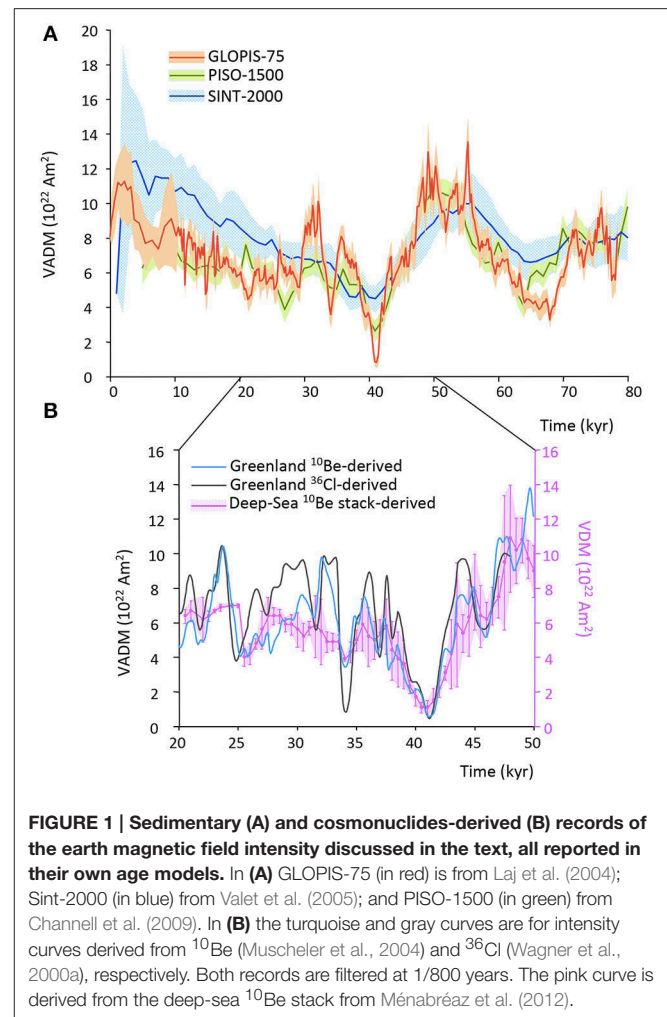 A
20
18
16
14
12
10
8
6
4
2
0
VADM (10²² Am²)
GLOPIS-75
PISO-1500
SINT-2000
0 10 20 30 40 50 60 70 80
Time (kyr)
B
16
14
12
10
8
6
4
2
0
VADM (10²² Am²)
Greenland ¹⁰Be-derived
Greenland ³⁶Cl-derived
Deep-Sea ¹⁰Be stack-derived
16
14
12
10
8
6
4
2
0
VDM (10²² Am²)
20 25 30 35 40 45 50
Time (kyr)
FIGURE 1 | Sedimentary (A) and cosmonuclides-derived (B) records of
the earth magnetic field intensity discussed in the text, all reported in
their own age models. In (A) GLOPIS-75 (in red) is from Laj et al. (2004);
Sint-2000 (in blue) from Valet et al. (2005); and PISO-1500 (in green) from
Channell et al. (2009). In (B) the turquoise and gray curves are for intensity
curves derived from ¹⁰Be (Muscheler et al., 2004) and ³⁶Cl (Wagner et al.,
2000a), respectively. Both records are filtered at 1/800 years. The pink curve is
derived from the deep-sea ¹⁰Be stack from Ménabréaz et al. (2012).